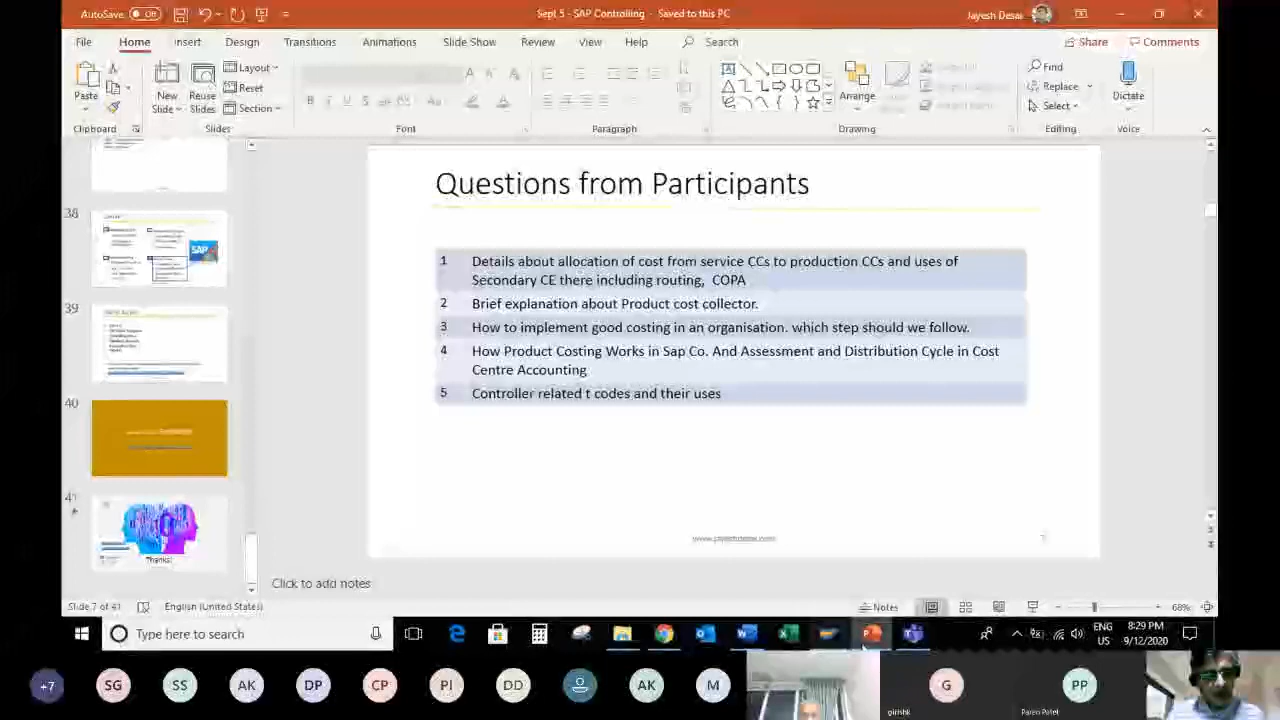 AutoSave Off
Sept 5 - SAP Controlling - Saved to this PC
Jayesh Desai
File Home Insert Design Transitions Animations Slide Show Review View Help Search
Share Comments
Paste
New Slide
Reuse Slides
Layout
Reset
Section
Arrange
Find
Replace
Select
Dictate
Clipboard Slides Font Paragraph Drawing Editing Voice
38
SAP
39
40
41
Thanks!
Questions from Participants
1 Details about allocation of cost from service CCs to and uses of
Secondary CE there including routing, COPA
2 Brief explanation about Product cost collector.
3 How to implement good costing in an organisation. step should we follow
4 How Product Costing Works in Sap Co. And Assessment and Distribution Cycle in Cost
Centre Accounting
5 Controller related t codes and their uses
7
Click to add notes
Slide 7 of 41 English (United States) Notes 68%
Type here to search
ENG US
8:29 PM
9/12/2020
+7 SG SS AK DP CP PJ AK M G PP
girishk
Paren Patel